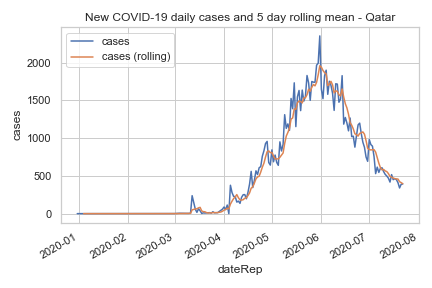 New COVID-19 daily cases and 5 day rolling mean - Qatar
cases
cases (rolling)
2000
1500
1000
500
0
cases
2020-01
2020-02
2020-03
2020-04
2020-05
2020-06
2020-07
2020-08
dateRep